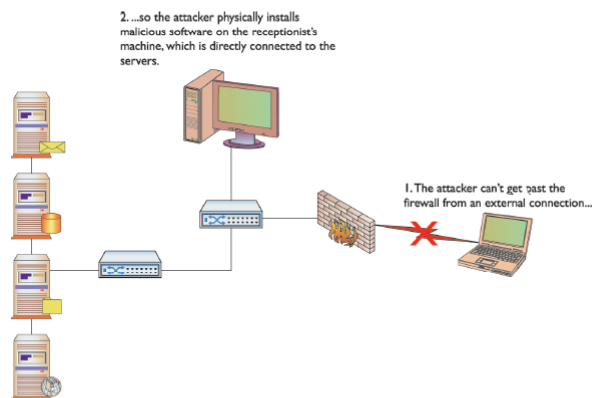 2. ...so the attacker physically installs
malicious software on the receptionist's
machine, which is directly connected to the
servers.
1. The attacker can't get past the
firewall from an external connection...